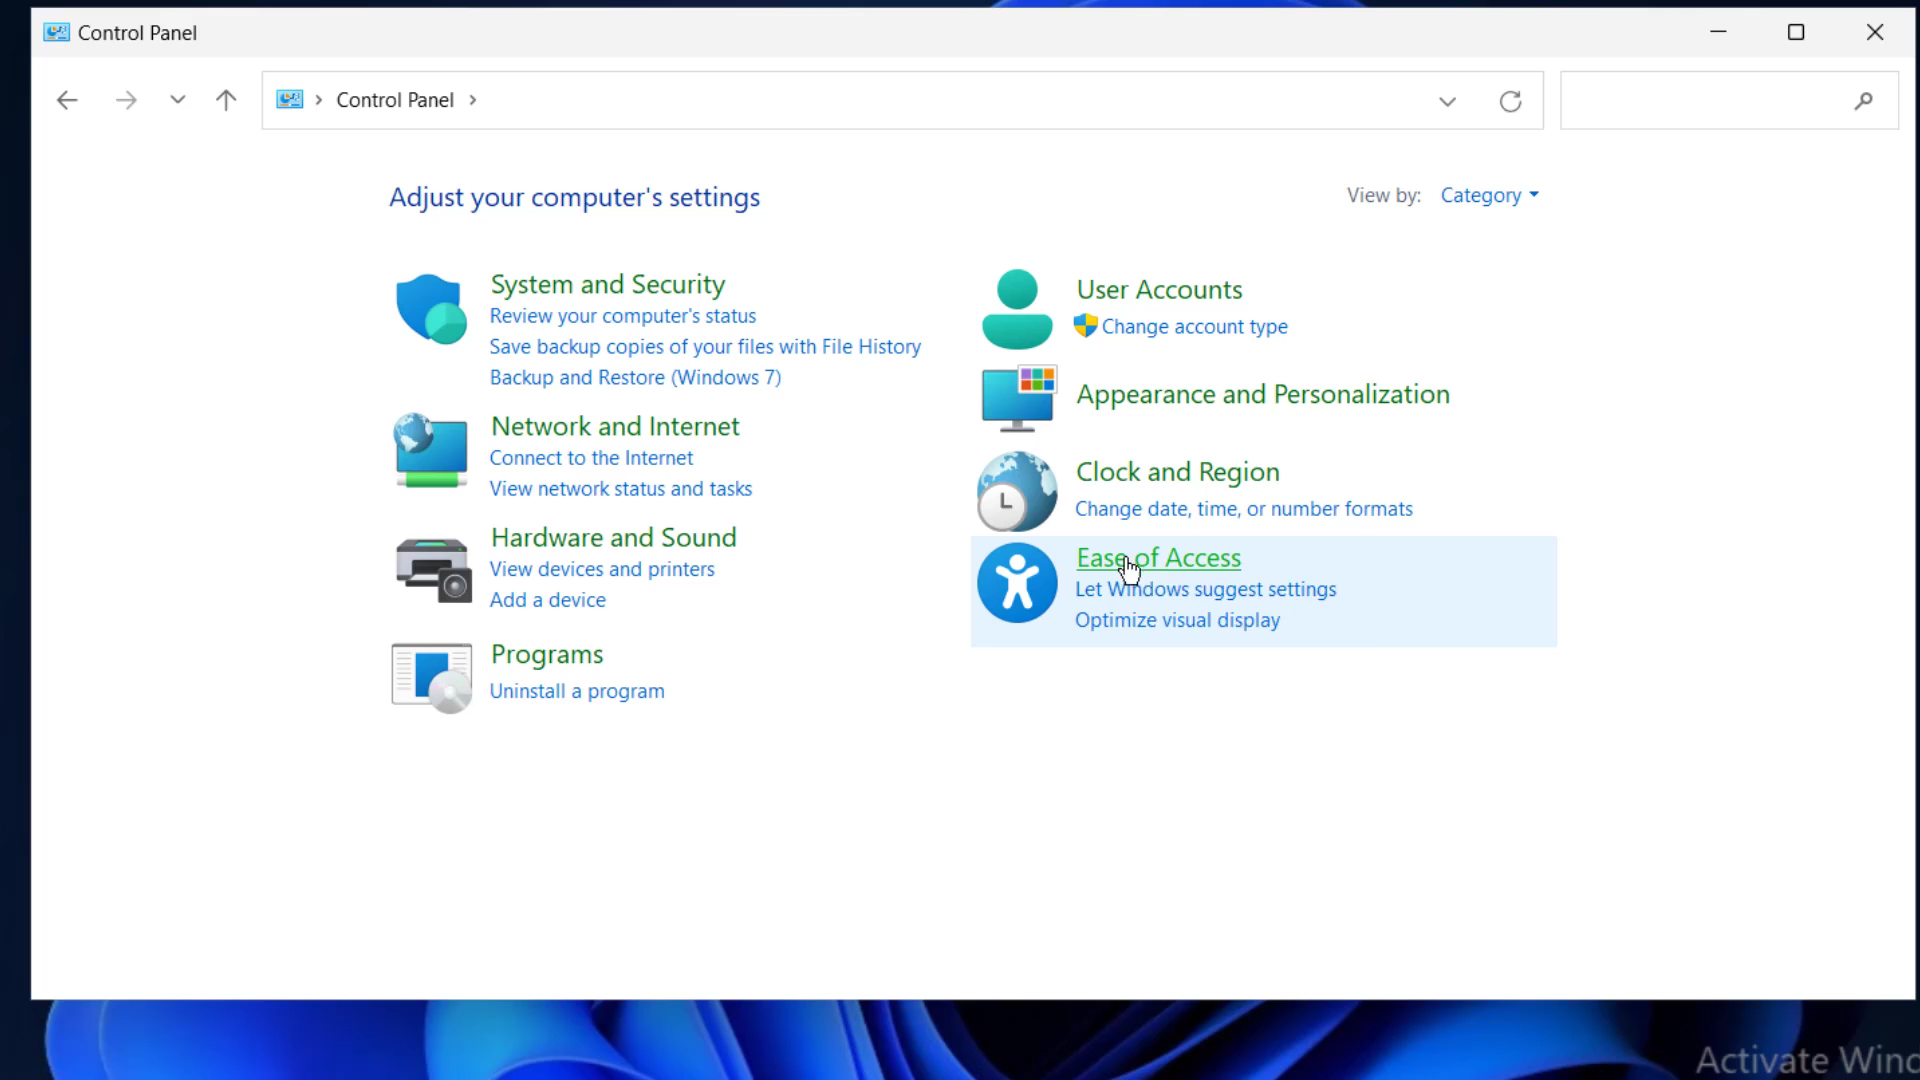 Control Panel
Control Panel
Adjust your computer's settings
View by: Category
System and Security
Review your computer's status
Save backup copies of your files with File History
Backup and Restore (Windows 7)
Network and Internet
Connect to the Internet
View network status and tasks
Hardware and Sound
View devices and printers
Add a device
Programs
Uninstall a program
User Accounts
Change account type
Appearance and Personalization
Clock and Region
Change date, time, or number formats
Ease of Access
Let Windows suggest settings
Optimize visual display
Activate